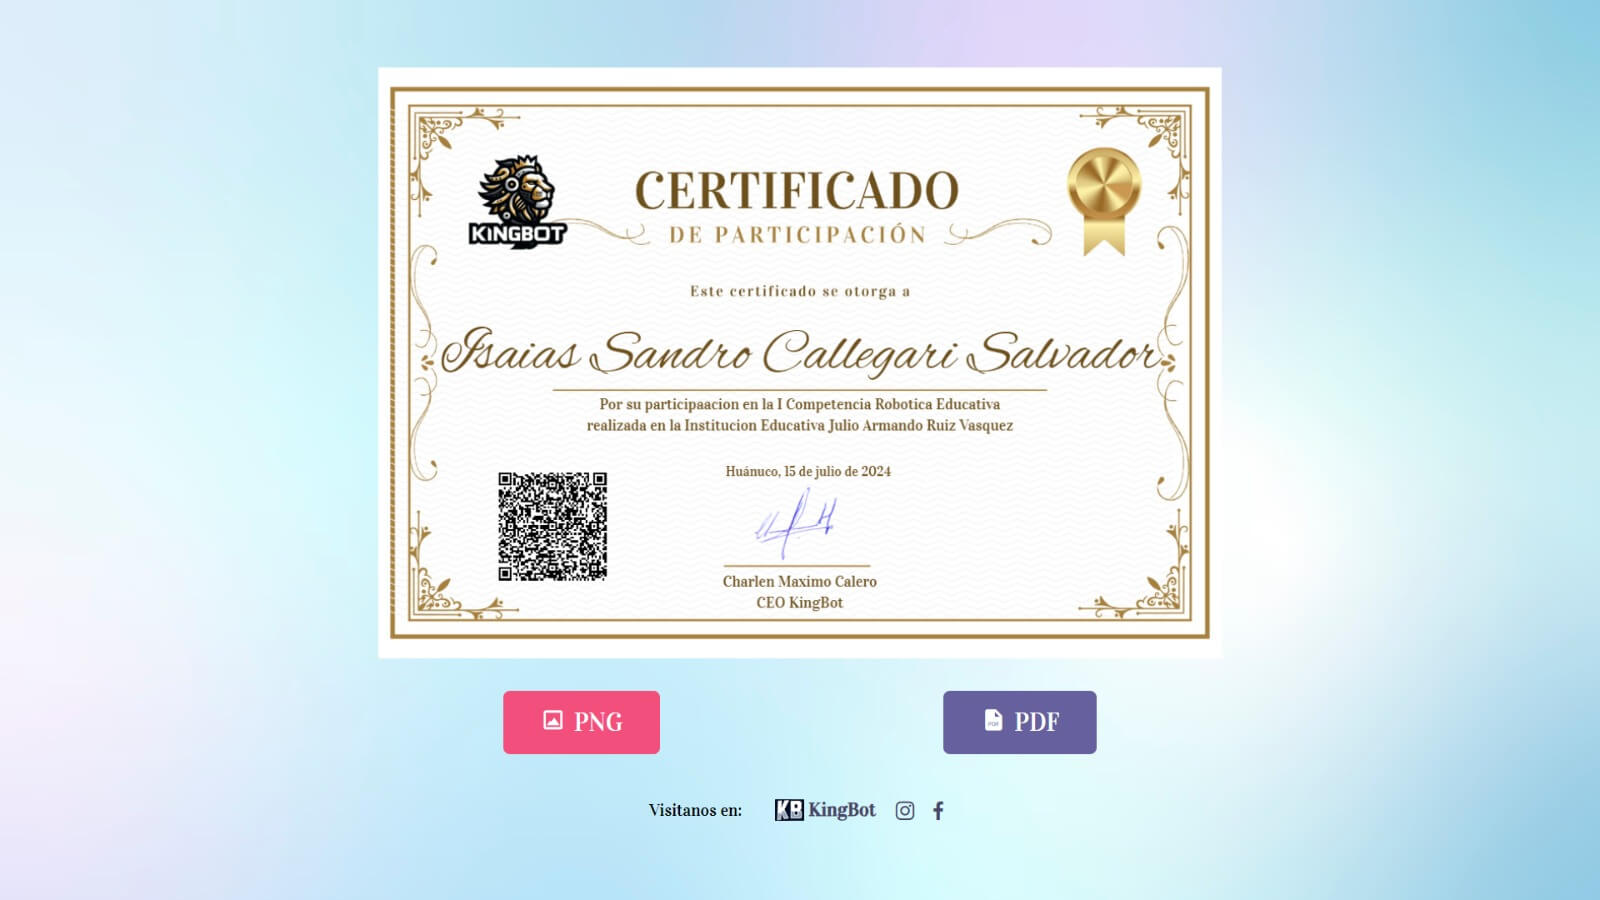 KINGBOT
CERTIFICADO
DE PARTICIPACIÓN
Este certificado se otorga a
Isaias Sandro Callegari Salvador
Por su participaacion en la I Competencia Robotica Educativa
realizada en la Institucion Educativa Julio Armando Ruiz Vasquez
Huánuco, 15 de julio de 2024
Charlen Maximo Calero
CEO KingBot
PNG
PDF
PDF
Visitanos en:
KB KingBot